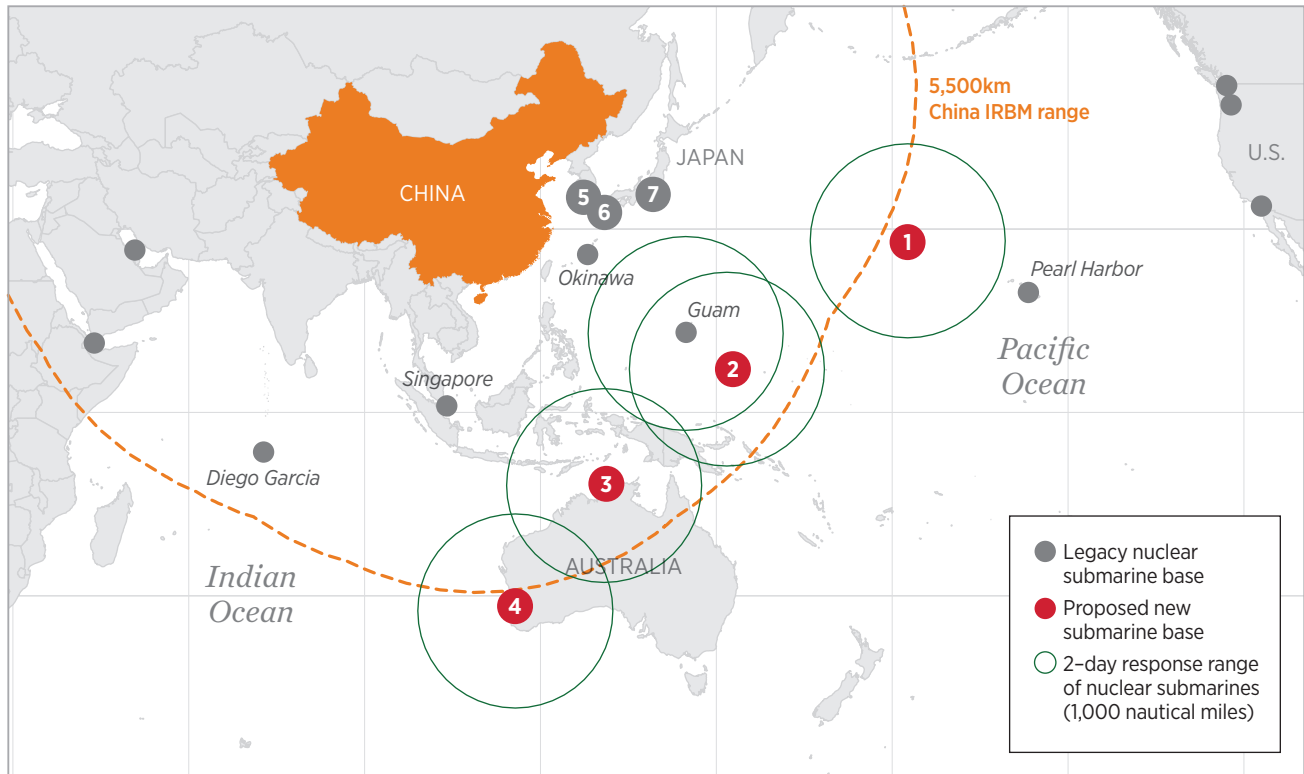 5,500km
China IRBM range
JAPAN
U.S.
CHINA
5
6
7
1
Okinawa
Pearl Harbor
Guam
Pacific
Ocean
2
Singapore
Diego Garcia
3
AUSTRALIA
Indian
Ocean
4
Legacy nuclear
submarine base
Proposed new
submarine base
2–day response range
of nuclear submarines
(1,000 nautical miles)